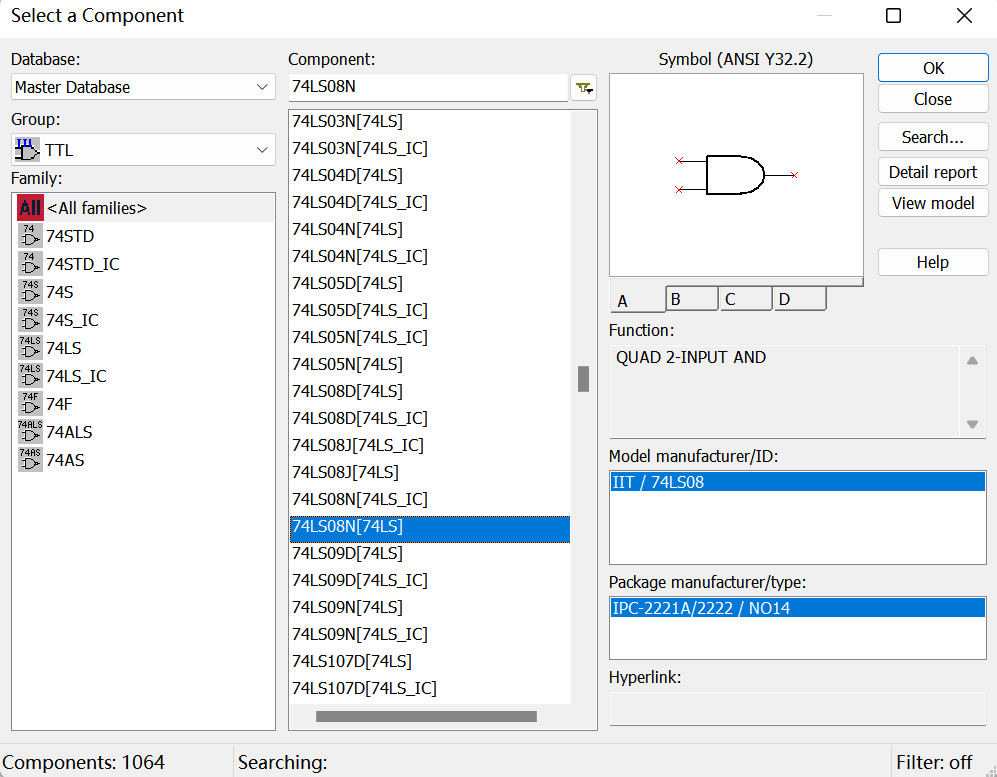 Select a Component
Database:
Master Database
Group:
TTL
Family:
All <All families>
74 74STD
74 74STD_IC
74S 74S
74S 74S_IC
74LS 74LS
74LS 74LS_IC
74F 74F
74ALS 74ALS
74AS 74AS
Component:
74LS08N
74LS03N[74LS]
74LS03N[74LS_IC]
74LS04D[74LS]
74LS04D[74LS_IC]
74LS04N[74LS]
74LS04N[74LS_IC]
74LS05D[74LS]
74LS05D[74LS_IC]
74LS05N[74LS_IC]
74LS05N[74LS]
74LS08D[74LS]
74LS08D[74LS_IC]
74LS08J[74LS_IC]
74LS08J[74LS]
74LS08N[74LS_IC]
74LS08N[74LS]
74LS09D[74LS]
74LS09D[74LS_IC]
74LS09N[74LS]
74LS09N[74LS_IC]
74LS107D[74LS]
74LS107D[74LS_IC]
Symbol (ANSI Y32.2)
A B C D
Function:
QUAD 2-INPUT AND
Model manufacturer/ID:
IIT / 74LS08
Package manufacturer/type:
IPC-2221A/2222 / NO14
Hyperlink:
OK
Close
Search...
Detail report
View model
Help
Components: 1064
Searching:
Filter: off